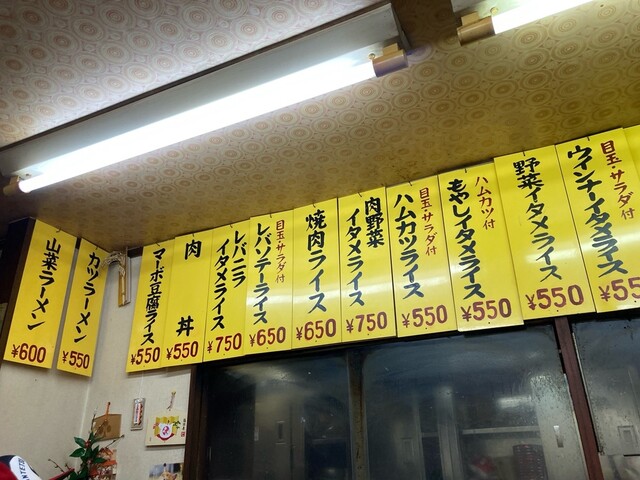 山菜ラーメン
¥600
カツラーメン
¥550
マーボ豆腐ライス
¥550
肉丼
¥550
レバニラ
イタメライス
¥750
目玉・サラダ付
レバソテーライス
¥650
焼肉ライス
¥650
肉野菜
イタメライス
¥750
目玉・サラダ付
ハムカツライス
¥550
ハムカツ付
もやしイタメライス
¥550
野菜イタメライス
¥550
目玉・サラダ付
ウインナーイタメライス
¥55